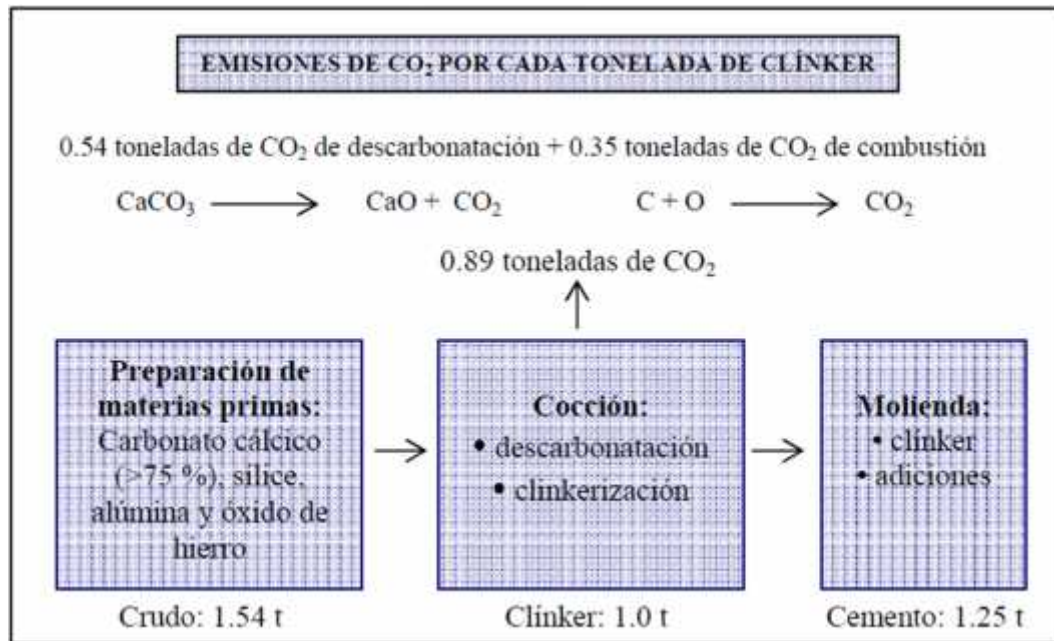 EMISIONES DE CO₂ POR CADA TONELADA DE CLÍNKER
0.54 toneladas de CO₂ de descarbonatación + 0.35 toneladas de CO₂ de combustión
CaCO₃ → CaO + CO₂ C + O → CO₂
0.89 toneladas de CO₂
Preparación de
materias primas:
Carbonato cálcico
(>75 %), sílice,
alúmina y óxido de
hierro
Crudo: 1.54 t
Cocción:
• descarbonatación
• clinkerización
Clínker: 1.0 t
Molienda:
• clínker
• adiciones
Cemento: 1.25 t